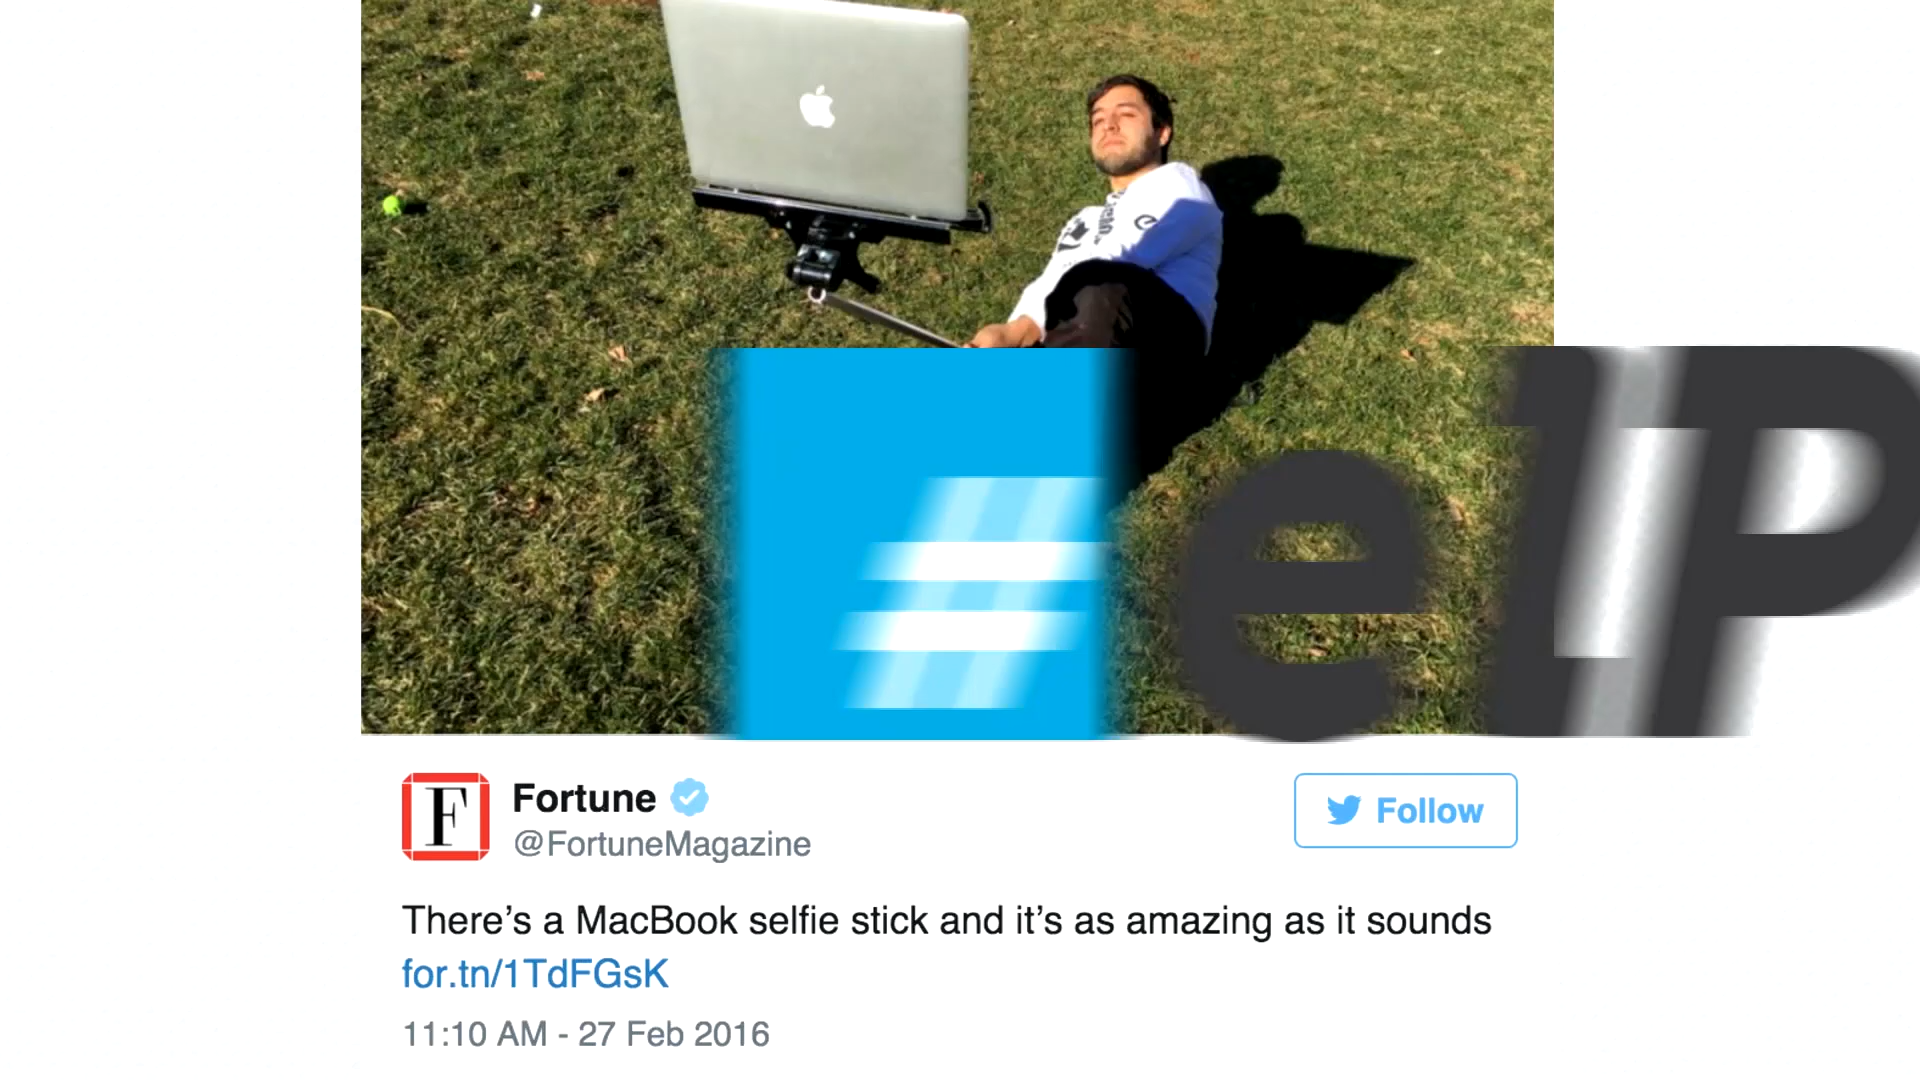 #elP
Fortune
@FortuneMagazine
Follow
There’s a MacBook selfie stick and it’s as amazing as it sounds
for.tn/1TdFGsK
11:10 AM - 27 Feb 2016